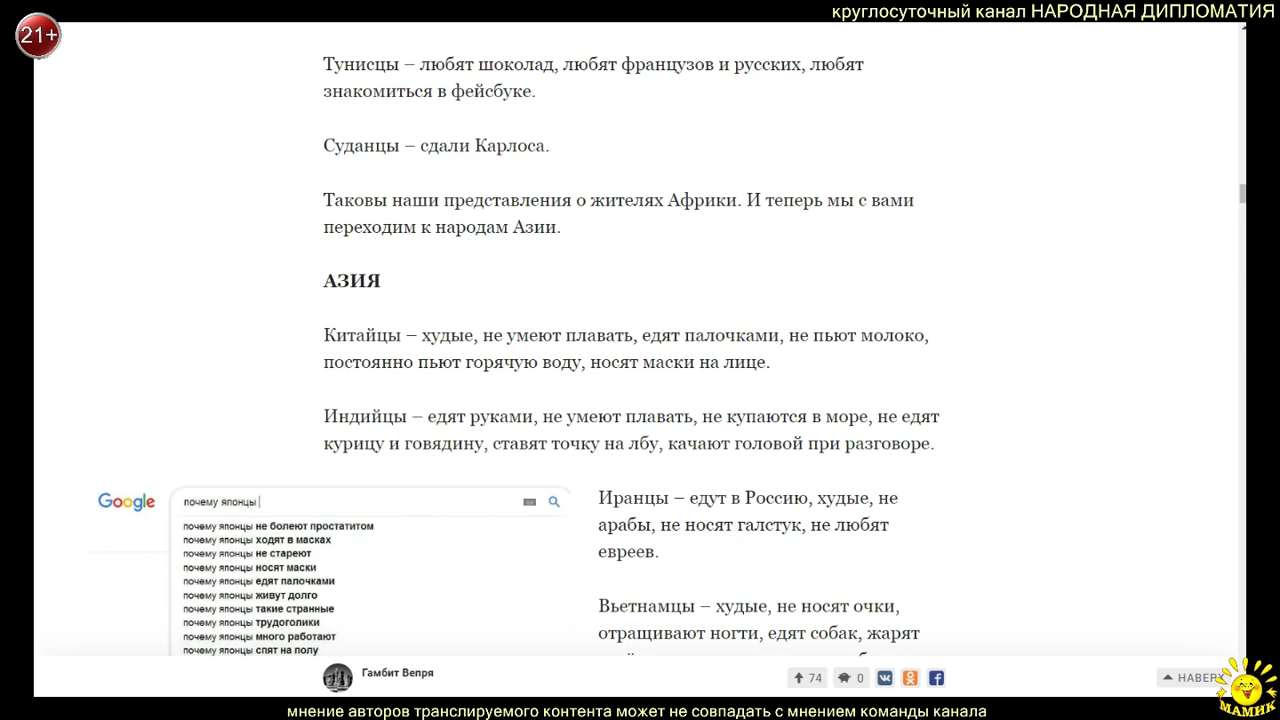 круглосуточный канал НАРОДНАЯ ДИПЛОМАТИЯ
21+
Тунисцы – любят шоколад, любят французов и русских, любят
знакомиться в фейсбуке.
Суданцы – сдали Карлоса.
Таковы наши представления о жителях Африки. И теперь мы с вами
переходим к народам Азии.
АЗИЯ
Китайцы – худые, не умеют плавать, едят палочками, не пьют молоко,
постоянно пьют горячую воду, носят маски на лице.
Индийцы – едят руками, не умеют плавать, не купаются в море, не едят
курицу и говядину, ставят точку на лбу, качают головой при разговоре.
Google
почему японцы
почему японцы не болеют простатитом
почему японцы ходят в масках
почему японцы не стареют
почему японцы носят маски
почему японцы едят палочками
почему японцы живут долго
почему японцы такие странные
почему японцы трудоголики
почему японцы много работают
почему японцы спят на полу
Иранцы – едут в Россию, худые, не
арабы, не носят галстук, не любят
евреев.
Вьетнамцы – худые, не носят очки,
отращивают ногти, едят собак, жарят
Гамбит Вепря
74
0
НАВЕР
МАМИК
мнение авторов транслируемого контента может не совпадать с мнением команды канала